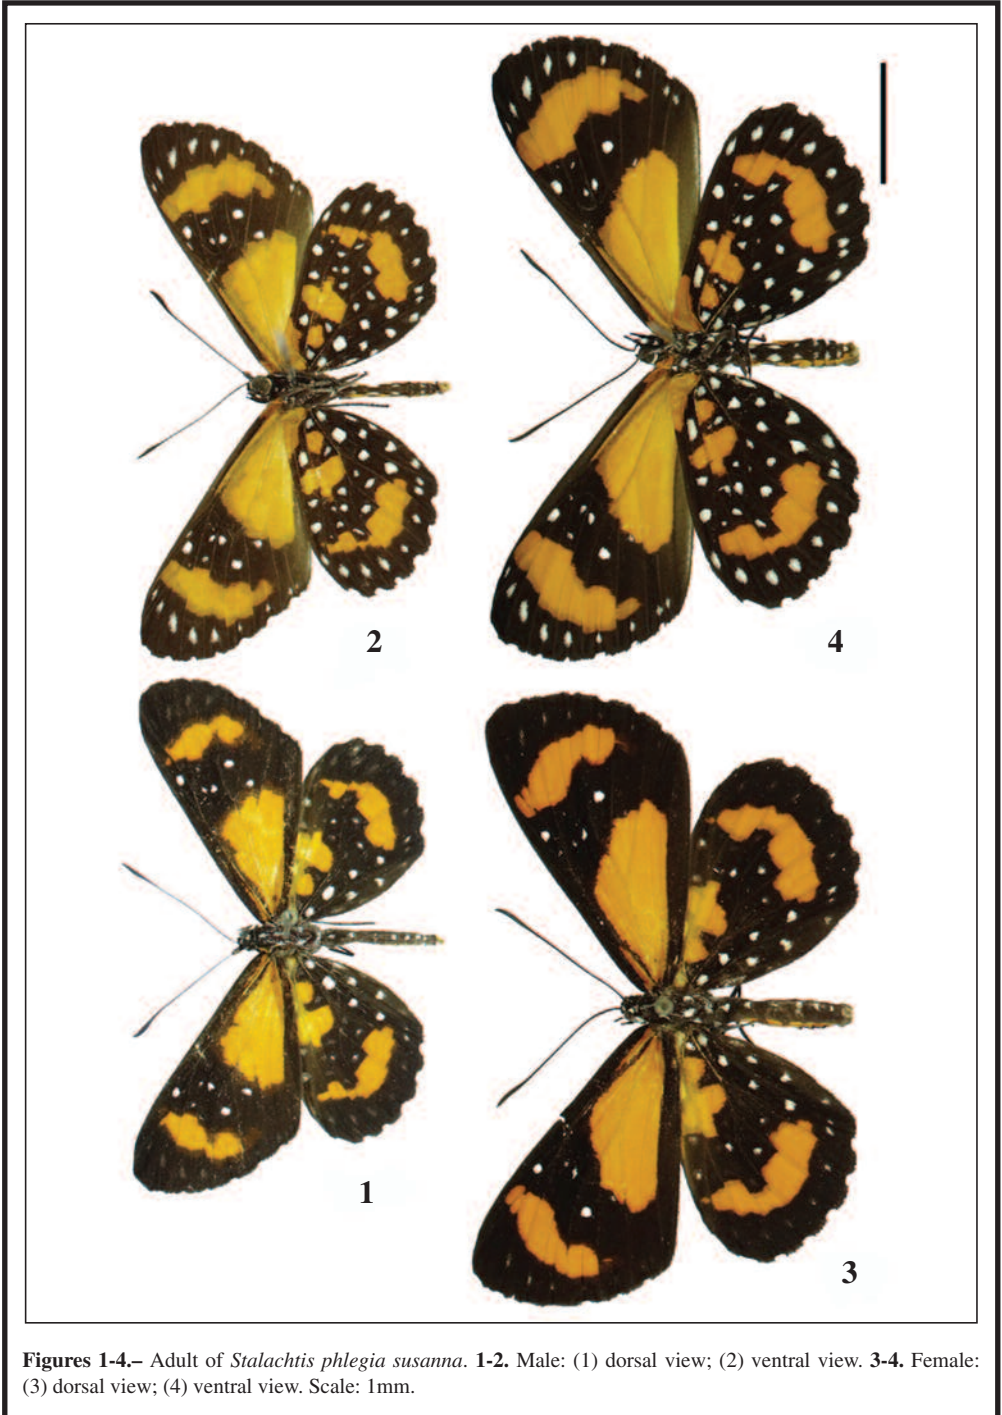 2
4
1
3
Figures 1-4.– Adult of Stalachtis phlegia susanna. 1-2. Male: (1) dorsal view; (2) ventral view. 3-4. Female:
(3) dorsal view; (4) ventral view. Scale: 1mm.